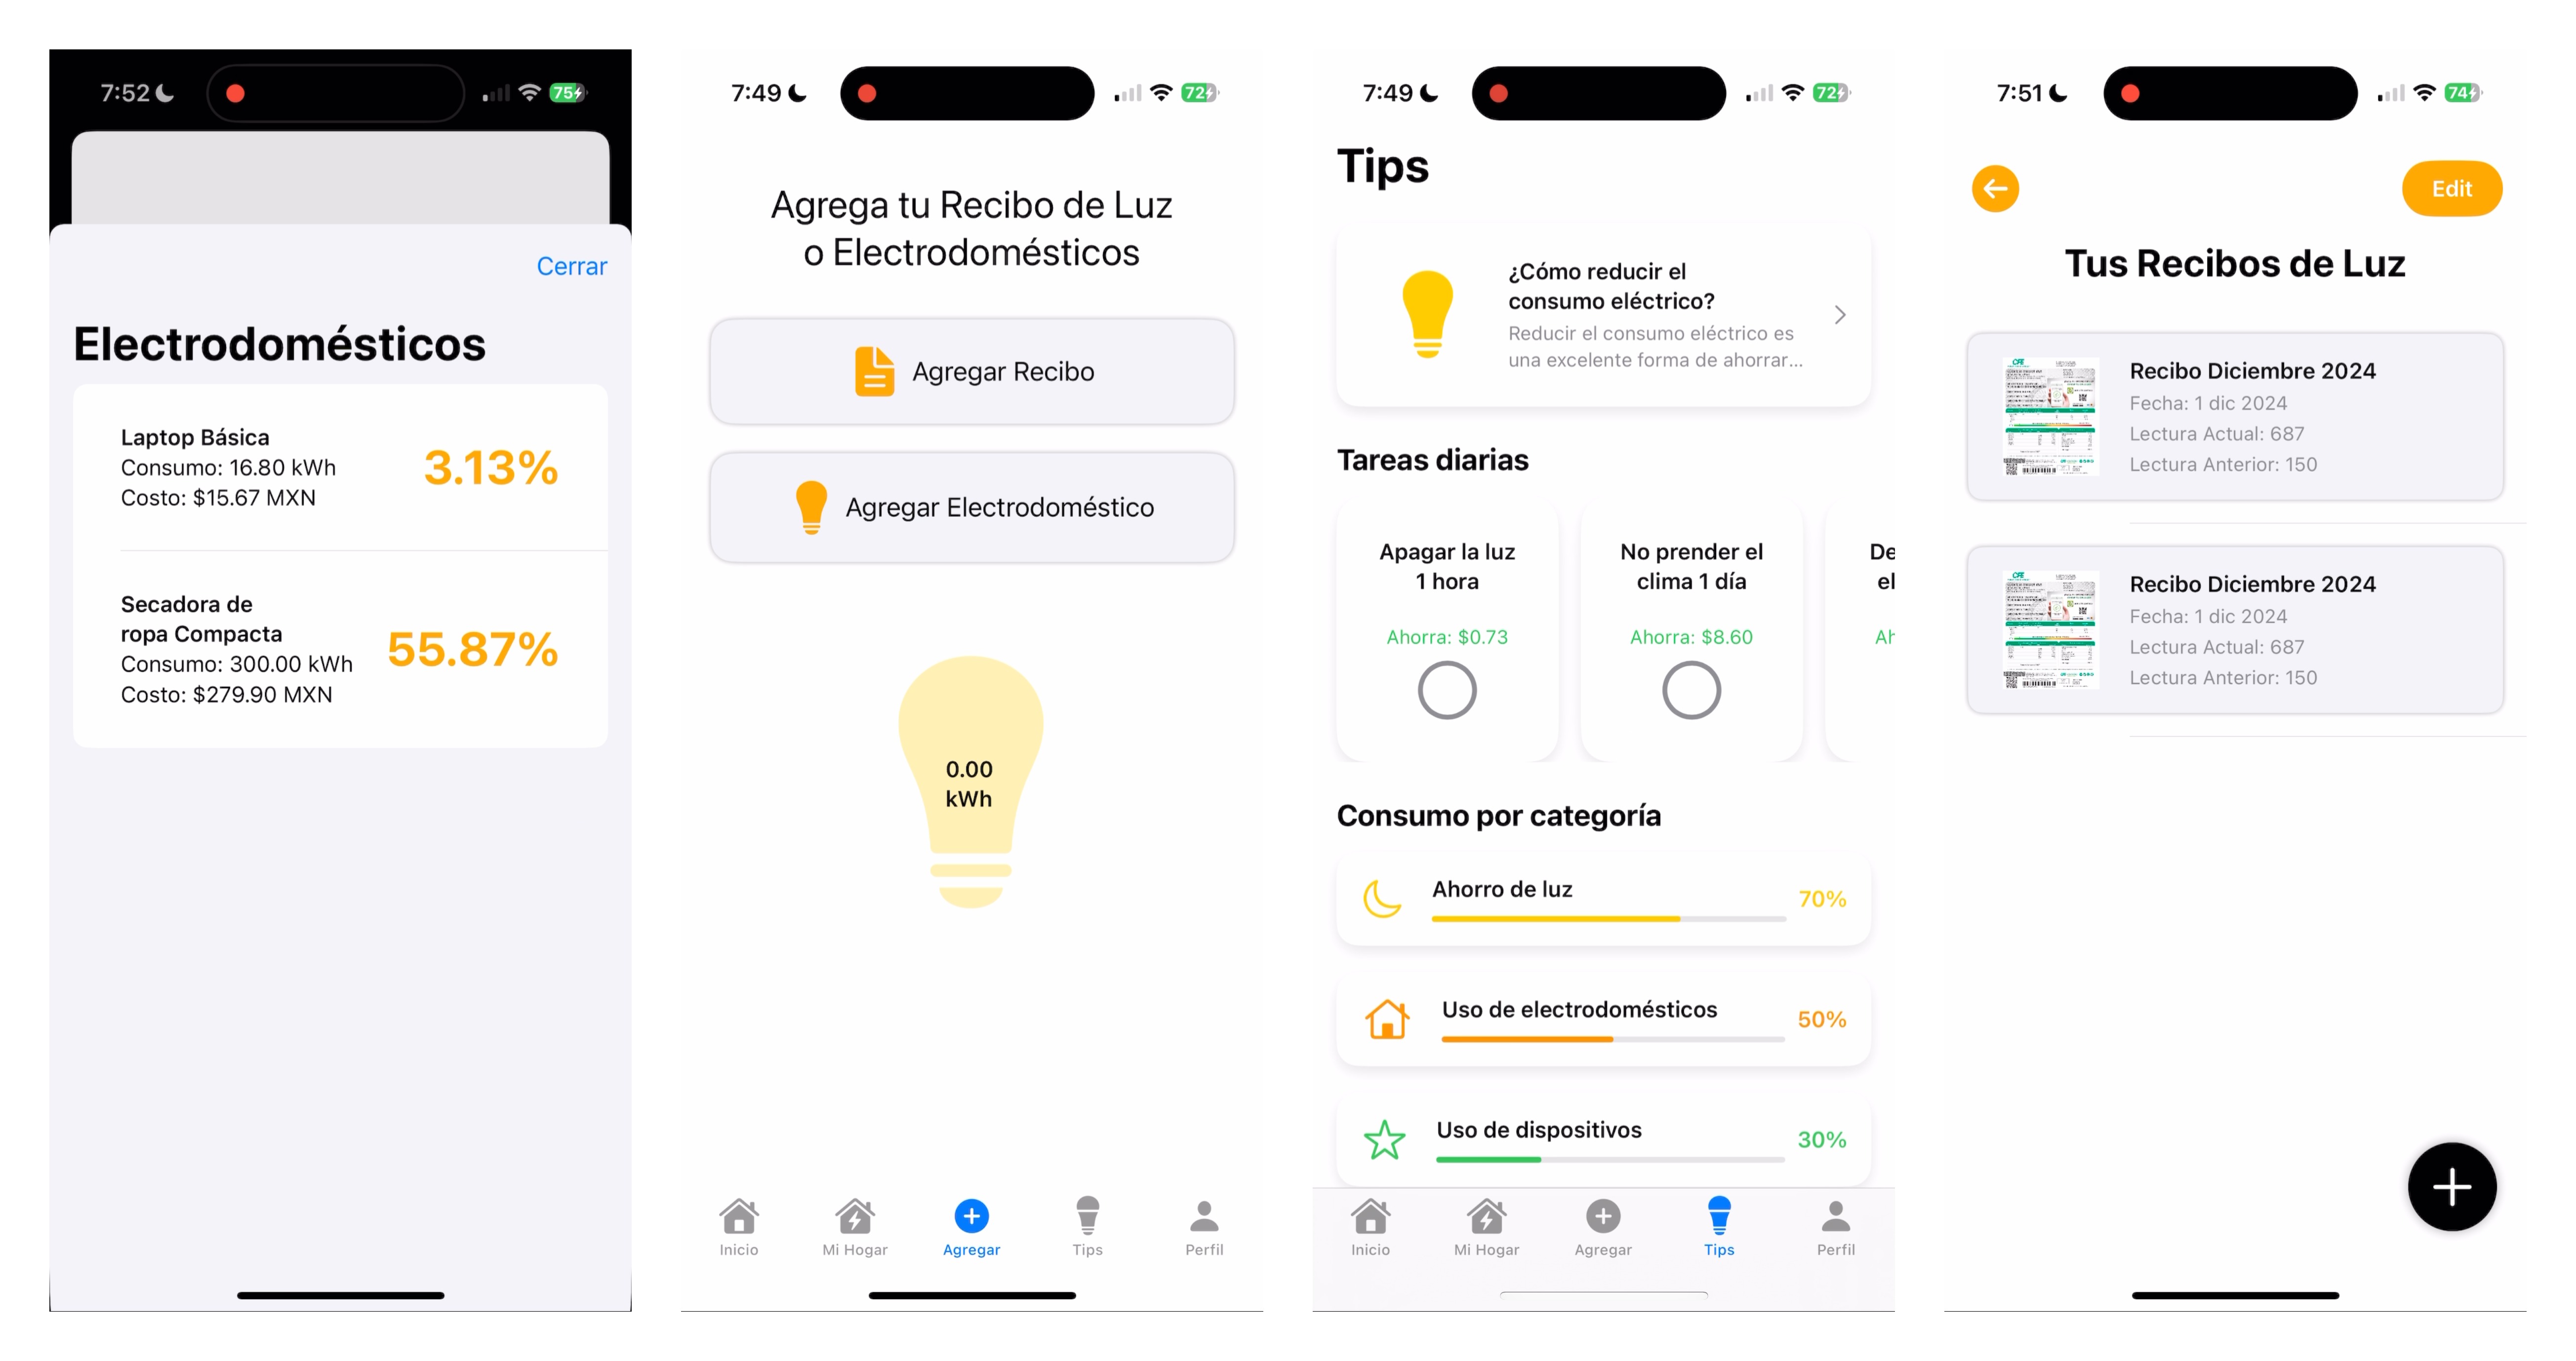 7:52
75
Cerrar
Electrodomésticos
Laptop Básica
Consumo: 16.80 kWh
Costo: $15.67 MXN
3.13%
Secadora de
ropa Compacta
Consumo: 300.00 kWh
Costo: $279.90 MXN
55.87%
7:49
72
Agrega tu Recibo de Luz
o Electrodomésticos
Agregar Recibo
Agregar Electrodoméstico
0.00
kWh
Inicio
Mi Hogar
Agregar
Tips
Perfil
7:49
72
Tips
¿Cómo reducir el
consumo eléctrico?
Reducir el consumo eléctrico es
una excelente forma de ahorrar...
Tareas diarias
Apagar la luz
1 hora
Ahorra: $0.73
No prender el
clima 1 día
Ahorra: $8.60
De
el
Ah
Consumo por categoría
Ahorro de luz
70%
Uso de electrodomésticos
50%
Uso de dispositivos
30%
Inicio
Mi Hogar
Agregar
Tips
Perfil
7:51
74
Edit
Tus Recibos de Luz
CFE
Recibo Diciembre 2024
Fecha: 1 dic 2024
Lectura Actual: 687
Lectura Anterior: 150
CFE
Recibo Diciembre 2024
Fecha: 1 dic 2024
Lectura Actual: 687
Lectura Anterior: 150